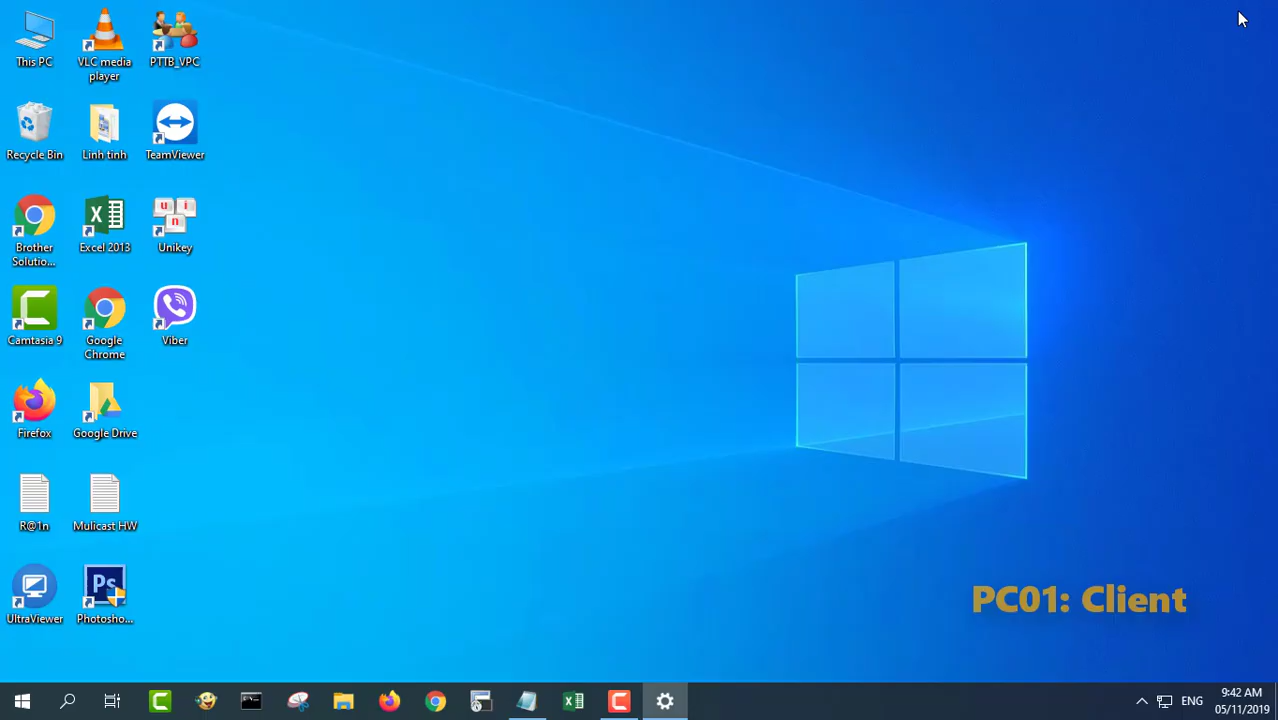 This PC
VLC media
player
PTTB_VPC
Recycle Bin
Linh tinh
TeamViewer
Brother
Solutio...
Excel 2013
u i
n
Unikey
Camtasia 9
Google
Chrome
Viber
Firefox
Google Drive
R@1n
Mulicast HW
UltraViewer
Ps
Photosho...
PC01: Client
ENG
9:42 AM
05/11/2019